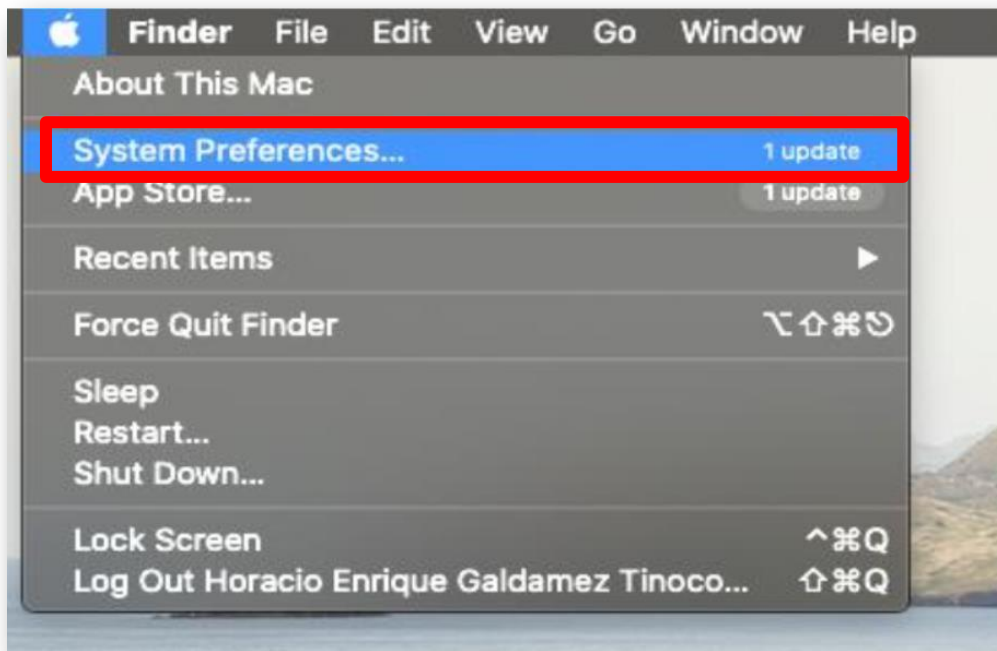 Finder File Edit View Go Window Help
About This Mac
System Preferences... 1 update
App Store... 1 update
Recent Items ▶
Force Quit Finder ⌥⇧⌘⎋
Sleep
Restart...
Shut Down...
Lock Screen ^⌘Q
Log Out Horacio Enrique Galdamez Tinoco... ⇧⌘Q